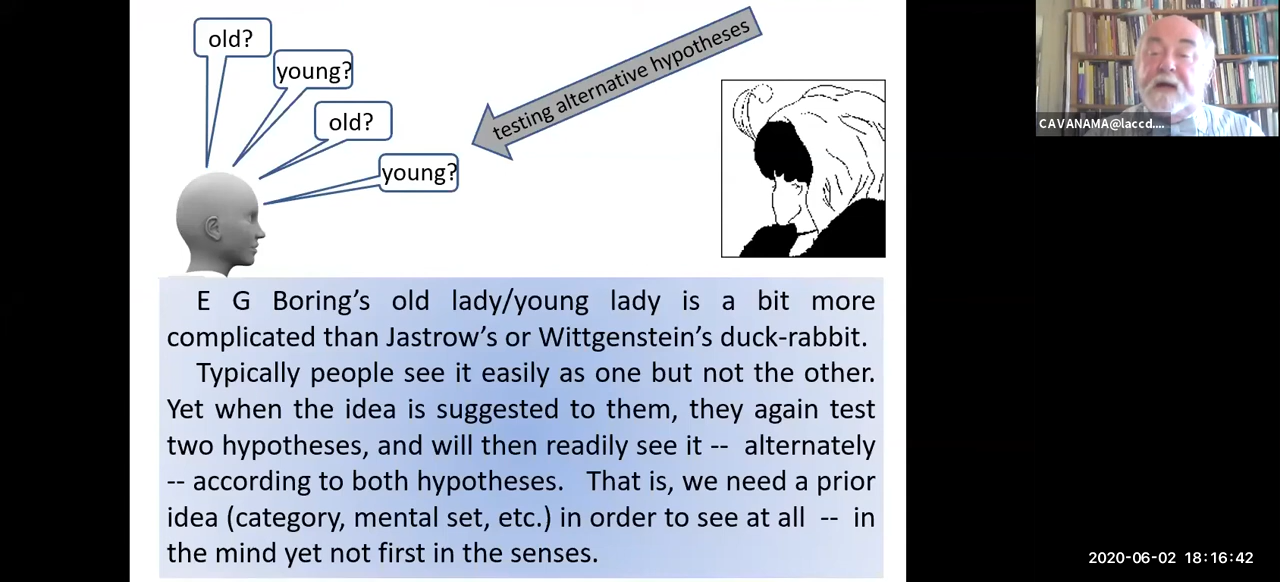 old?
young?
old?
young?
testing alternative hypotheses
CAVANAMA@laccd....
E G Boring's old lady/young lady is a bit more
complicated than Jastrow's or Wittgenstein's duck-rabbit.
Typically people see it easily as one but not the other.
Yet when the idea is suggested to them, they again test
two hypotheses, and will then readily see it -- alternately
-- according to both hypotheses. That is, we need a prior
idea (category, mental set, etc.) in order to see at all -- in
the mind yet not first in the senses.
2020-06-02 18:16:42